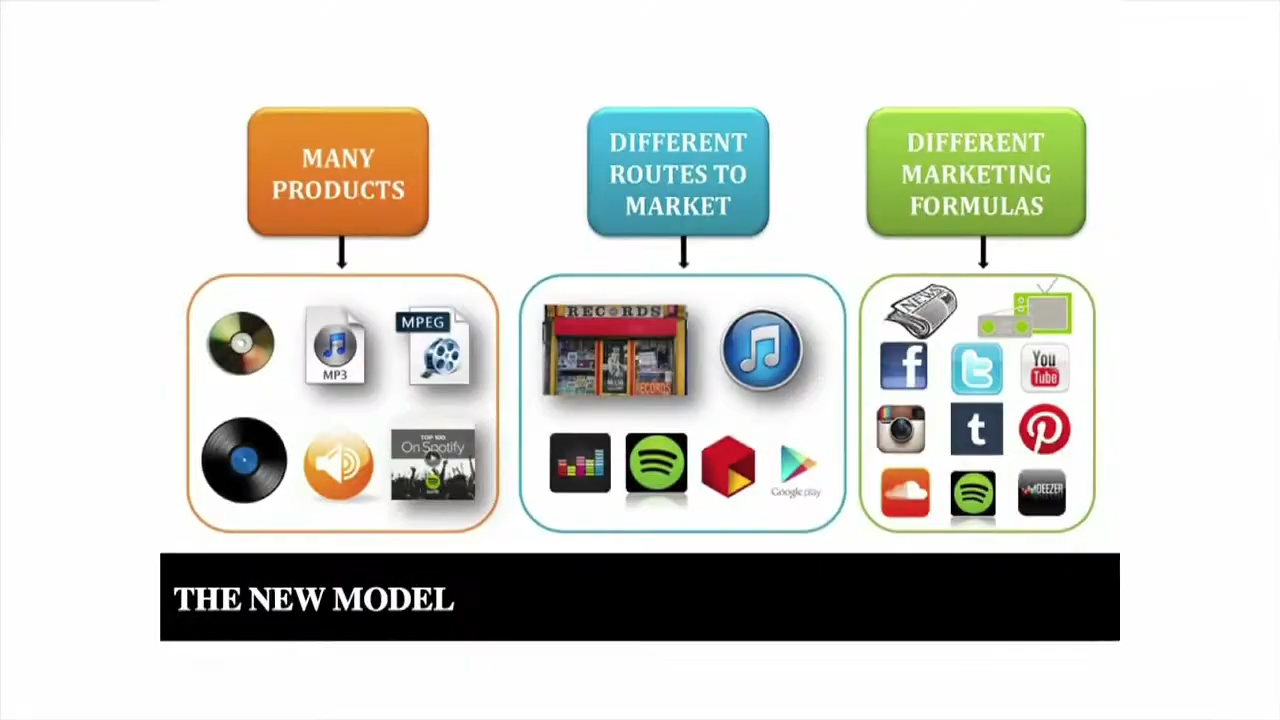 MANY
PRODUCTS
DIFFERENT
ROUTES TO
MARKET
DIFFERENT
MARKETING
FORMULAS
MP3
MPEG
TOP 100
On Spotify
RECORDS
RECORDS
Google play
NEWS
f
t
You
Tube
t
DEEZER
THE NEW MODEL